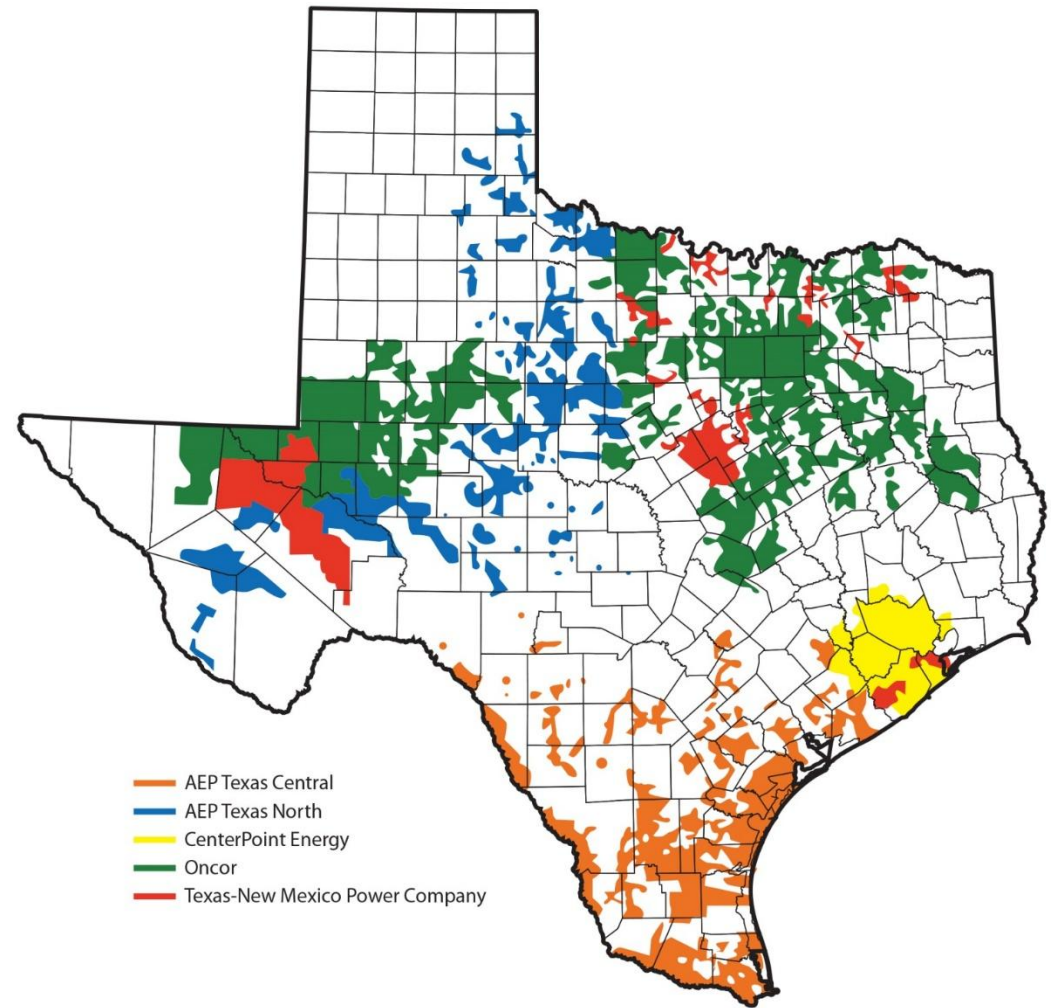 AEP Texas Central
AEP Texas North
CenterPoint Energy
Oncor
Texas-New Mexico Power Company